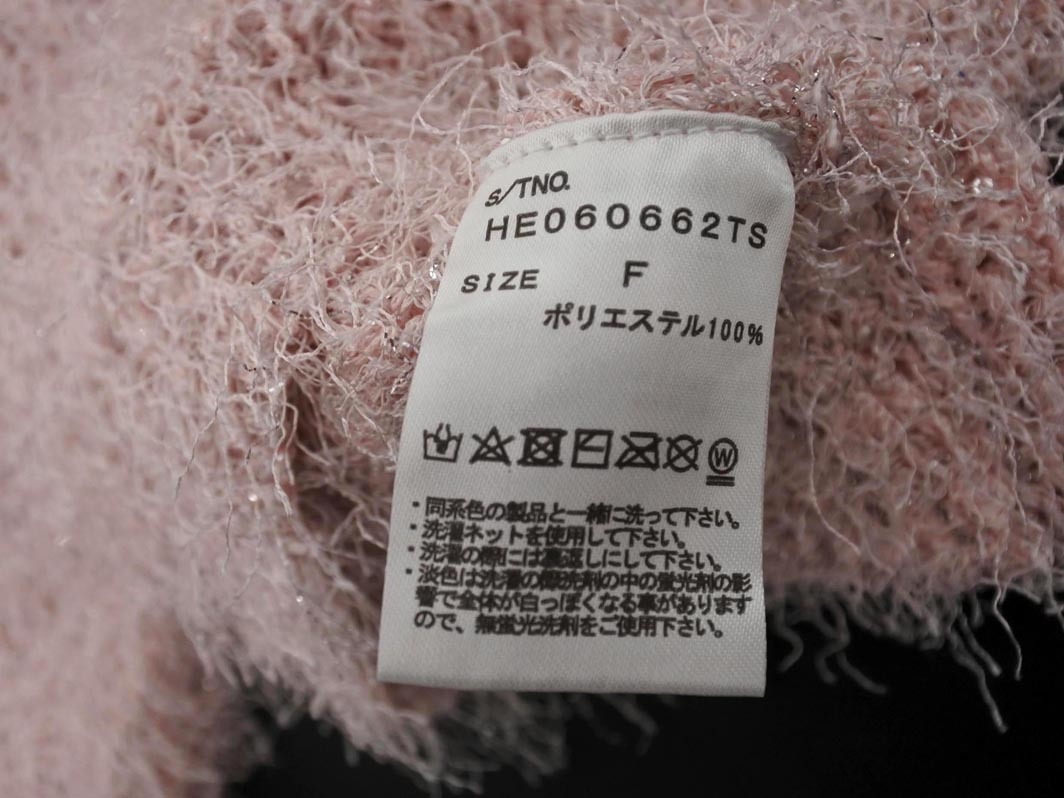 S/TNO.
HE060662TS
SIZE F
ポリエステル100%
W
・同系色の製品と一緒に洗って下さい。
・洗濯ネットを使用して下さい。
・洗濯の際には裏返しにして下さい。
・淡色は洗濯の際洗剤の中の蛍光剤の影
響で全体が白っぽくなる事があります
ので、無蛍光洗剤をご使用下さい。